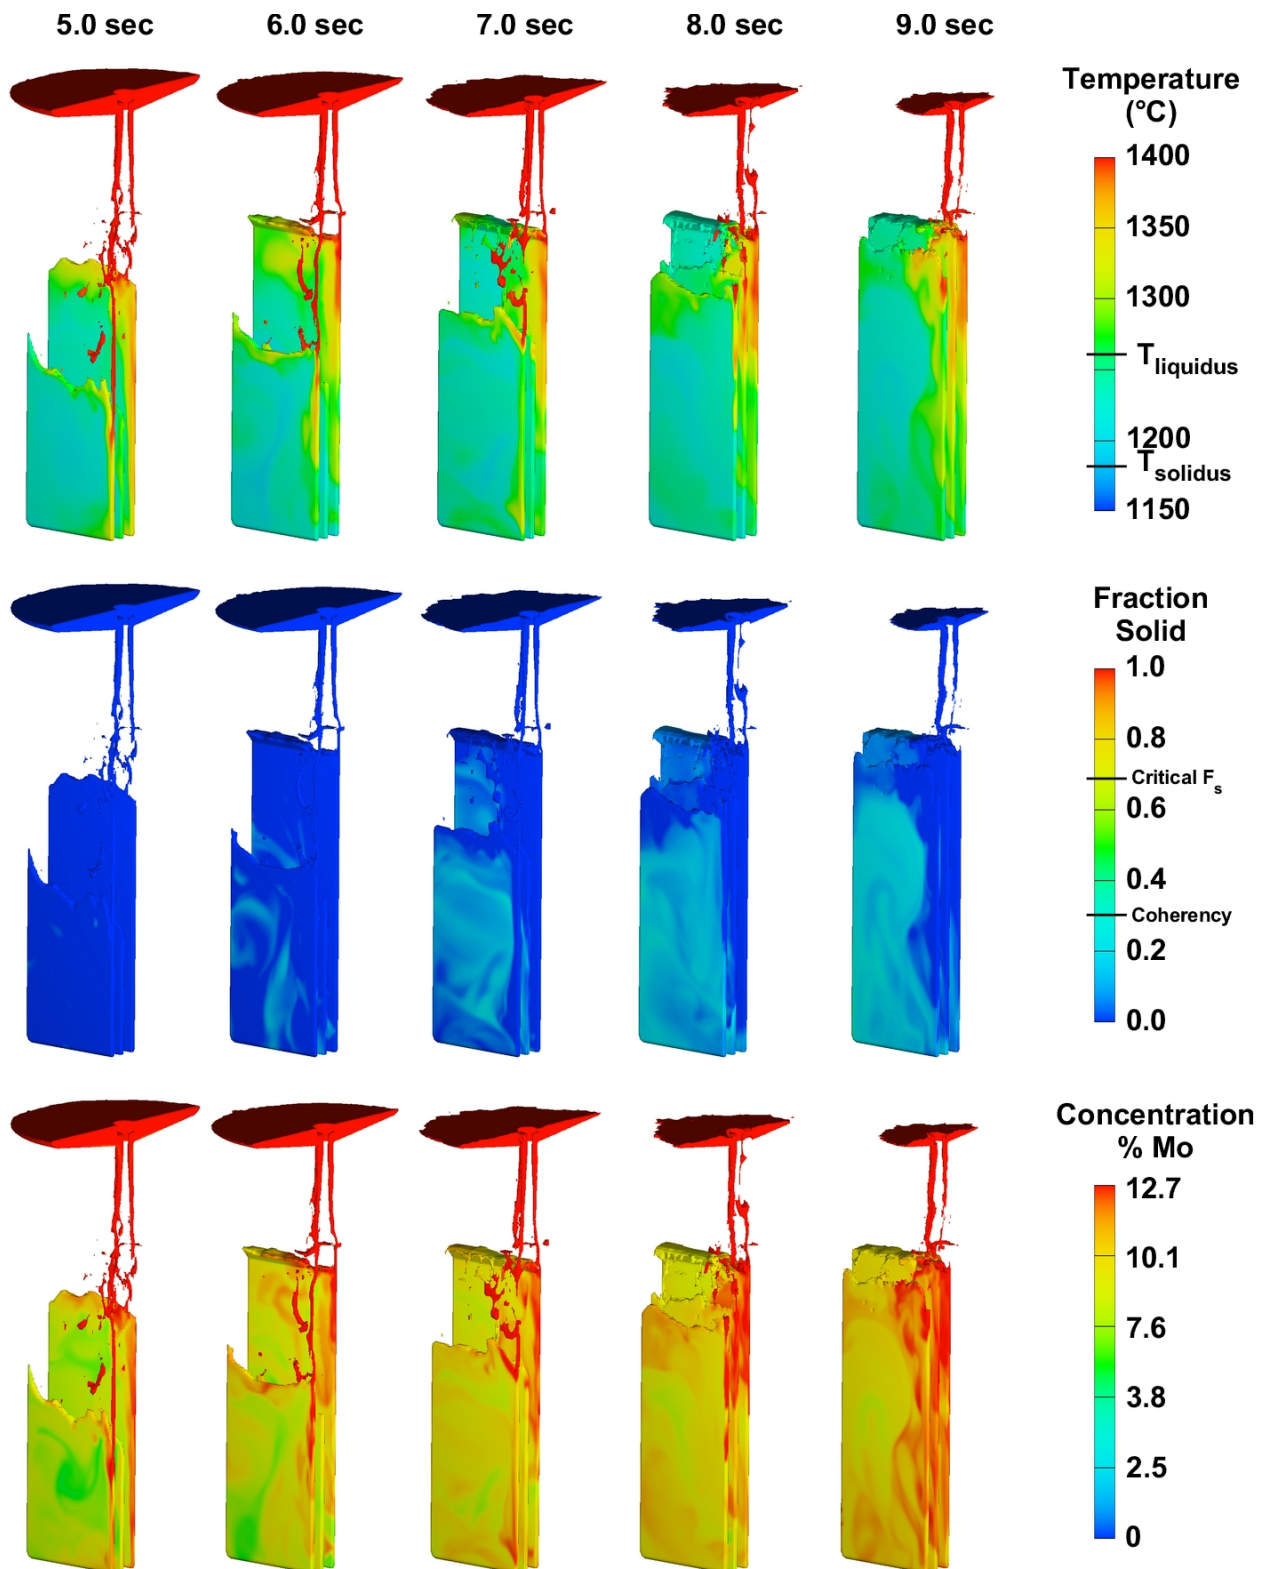 5.0 sec 6.0 sec 7.0 sec 8.0 sec 9.0 sec
Temperature
(°C)
1400
1350
1300
T liquidus
1200
T solidus
1150
Fraction
Solid
1.0
0.8
Critical Fs
0.6
0.4
Coherency
0.2
0.0
Concentration
% Mo
12.7
10.1
7.6
3.8
2.5
0